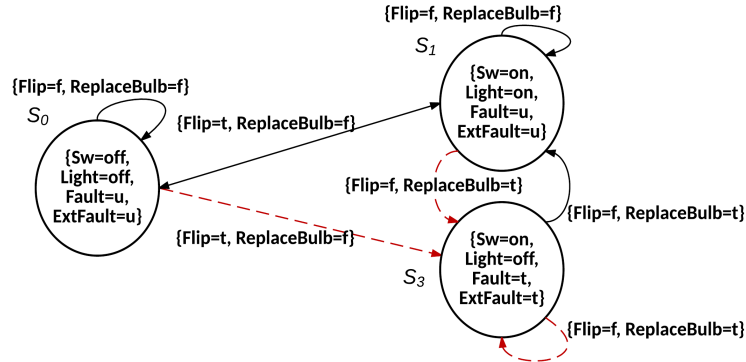 {Flip=f, ReplaceBulb=f}
S1
{Sw=on,
Light=on,
Fault=u,
ExtFault=u}
{Flip=f, ReplaceBulb=f}
S0
{Sw=off,
Light=off,
Fault=u,
ExtFault=u}
{Flip=t, ReplaceBulb=f}
{Flip=f, ReplaceBulb=t}
{Flip=f, ReplaceBulb=t}
{Flip=t, ReplaceBulb=f}
S3
{Sw=on,
Light=off,
Fault=t,
ExtFault=t}
{Flip=f, ReplaceBulb=t}